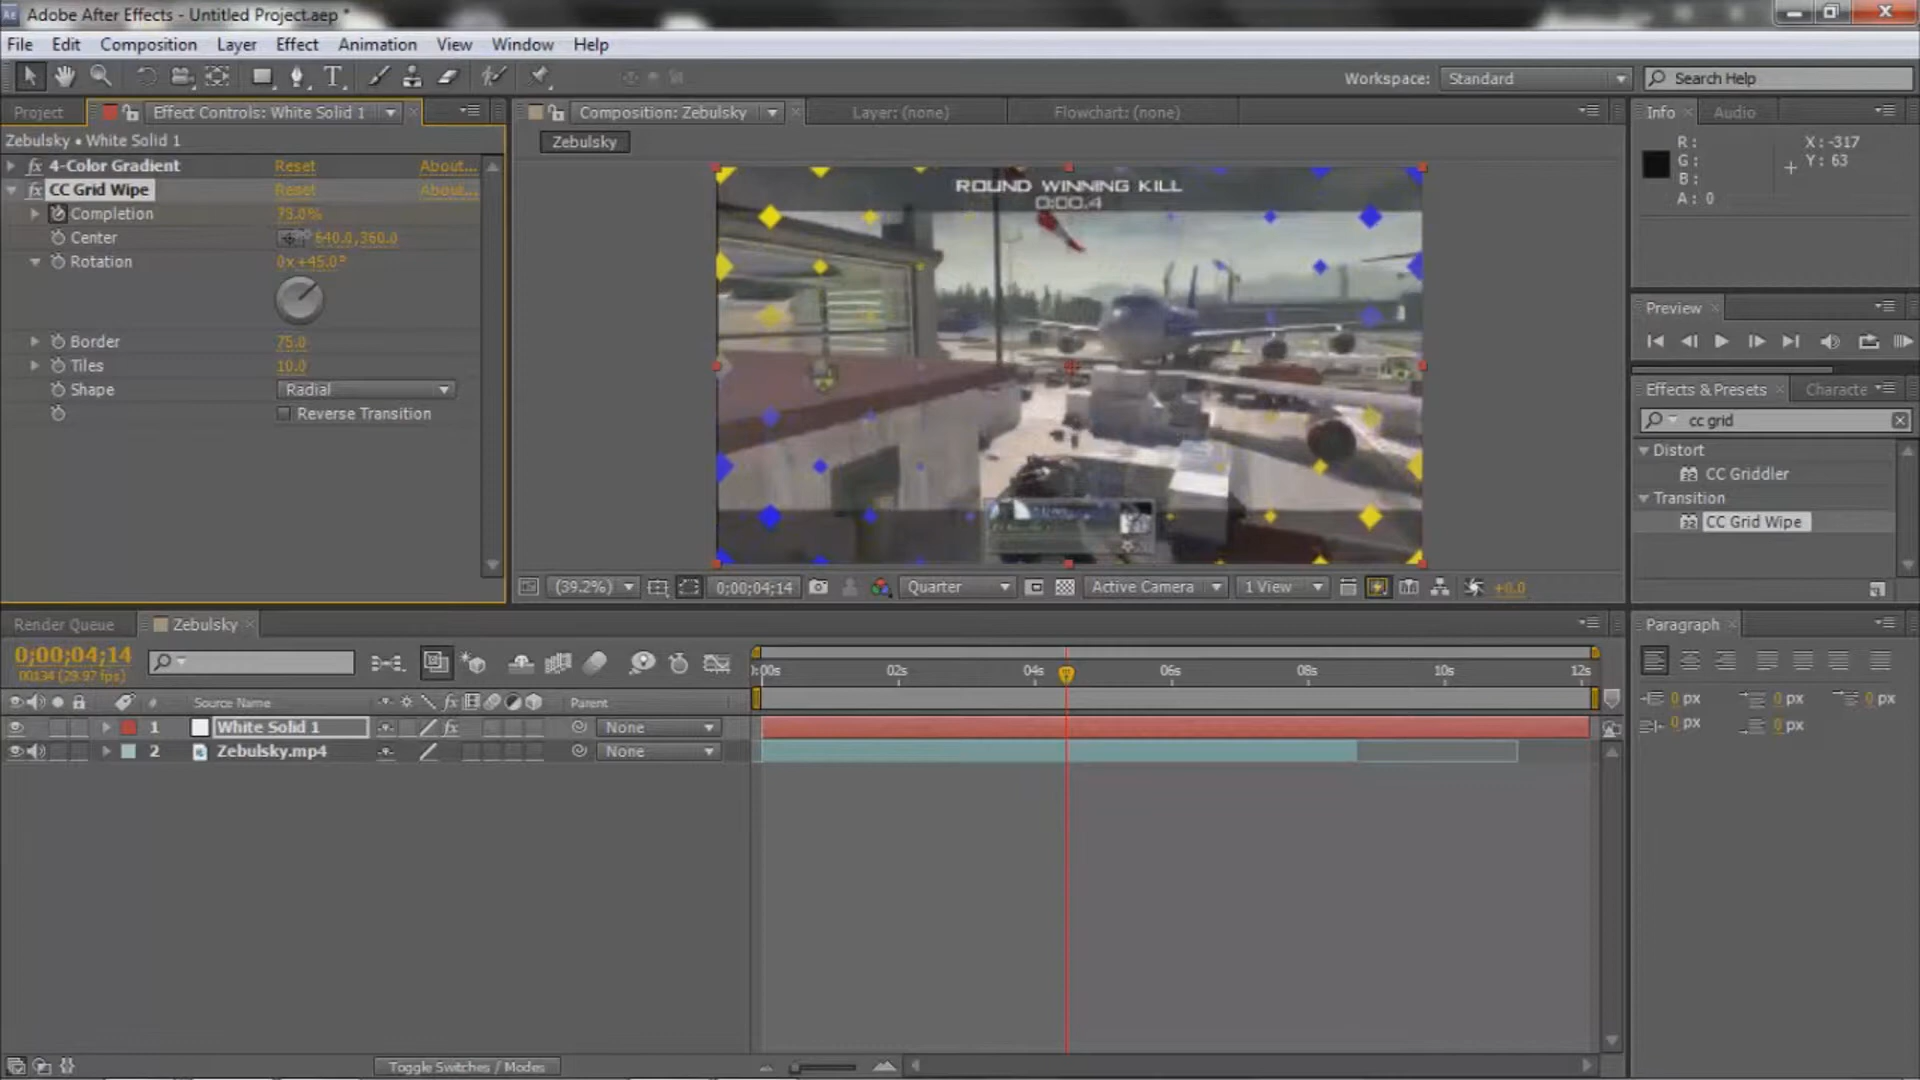 Adobe After Effects - Untitled Project.aep *
File Edit Composition Layer Effect Animation View Window Help
Workspace: Standard Search Help
Project Effect Controls: White Solid 1 Composition: Zebulsky Layer: (none) Flowchart: (none) Info Audio
Zebulsky • White Solid 1 Zebulsky
R: X: -317
G: Y: 63
B:
A: 0
fx 4-Color Gradient Reset About...
fx CC Grid Wipe Reset About...
Completion 73.0%
Center 640.0,360.0
Rotation 0x+45.0°
Border 75.0
Tiles 10.0
Shape Radial
Reverse Transition
ROUND WINNING KILL
0:00.4
Preview
Effects & Presets Characte
cc grid
Distort
CC Griddler
Transition
CC Grid Wipe
(39.2%) 0;00;04;14 Quarter Active Camera 1 View +0.0
Render Queue Zebulsky Paragraph
0;00;04;14
00134 (29.97 fps)
:00s 02s 04s 06s 08s 10s 12s
# Source Name fx Parent
1 White Solid 1 fx None
2 Zebulsky.mp4 None
0 px 0 px 0 px
0 px 0 px
Toggle Switches / Modes